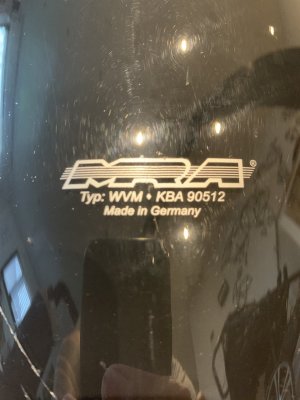 MRA®
Typ: WVM • KBA 90512
Made in Germany